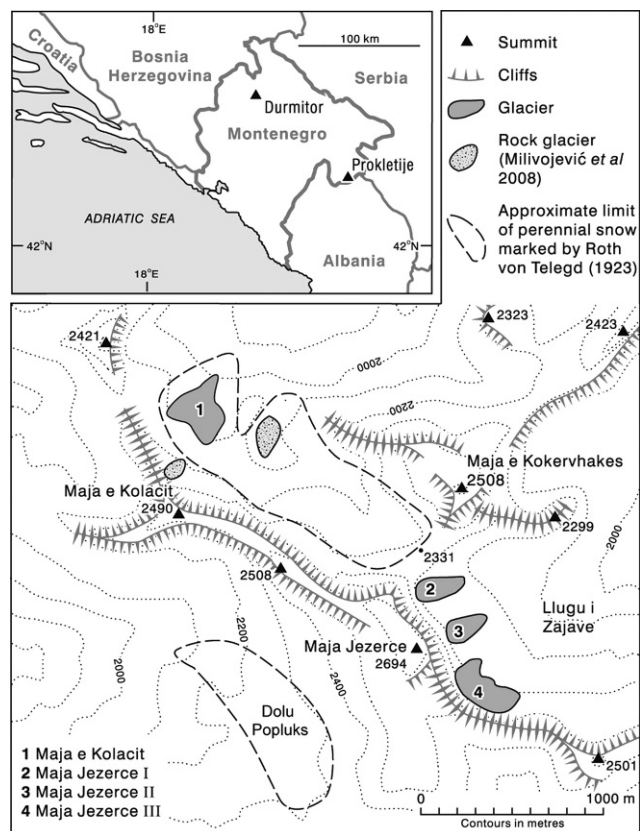 18°E
100 km
Croatia
Bosnia
Herzegovina
Serbia
Durmitor
Montenegro
Prokletije
ADRIATIC SEA
42°N
42°N
Albania
18°E
Summit
Cliffs
Glacier
Rock glacier
(Milivojević et al
2008)
Approximate limit
of perennial snow
marked by Roth
von Telegd (1923)
2421
2323
2423
2000
2200
1
Maja e Kokervhakes
2508
Maja e Kolacit
2490
2299
2000
2331
2508
2
Llugu i
Zajave
3
Maja Jezerce
2694
2200
2000
2400
4
Dolu
Popluks
2501
1 Maja e Kolacit
2 Maja Jezerce I
3 Maja Jezerce II
4 Maja Jezerce III
0 1000 m
Contours in metres